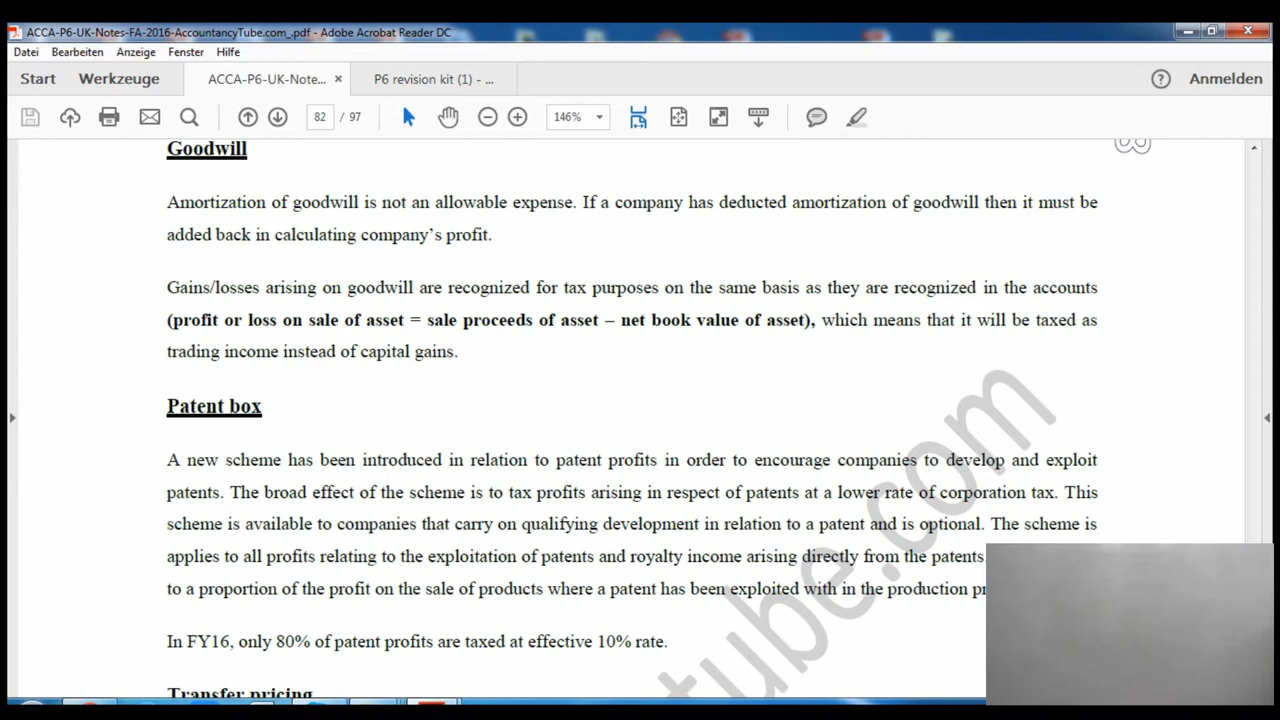 ACCA-P6-UK-Notes-FA-2016-AccountancyTube.com_.pdf - Adobe Acrobat Reader DC
Datei Bearbeiten Anzeige Fenster Hilfe
Start Werkzeuge ACCA-P6-UK-Note... × P6 revision kit (1) - ... ? Anmelden
82 / 97 146%
Goodwill
Amortization of goodwill is not an allowable expense. If a company has deducted amortization of goodwill then it must be
added back in calculating company's profit.
Gains/losses arising on goodwill are recognized for tax purposes on the same basis as they are recognized in the accounts
(profit or loss on sale of asset = sale proceeds of asset – net book value of asset), which means that it will be taxed as
trading income instead of capital gains.
Patent box
A new scheme has been introduced in relation to patent profits in order to encourage companies to develop and exploit
patents. The broad effect of the scheme is to tax profits arising in respect of patents at a lower rate of corporation tax. This
scheme is available to companies that carry on qualifying development in relation to a patent and is optional. The scheme is
applies to all profits relating to the exploitation of patents and royalty income arising directly from the patents
to a proportion of the profit on the sale of products where a patent has been exploited with in the production
In FY16, only 80% of patent profits are taxed at effective 10% rate.
Transfer pricing
tube.com